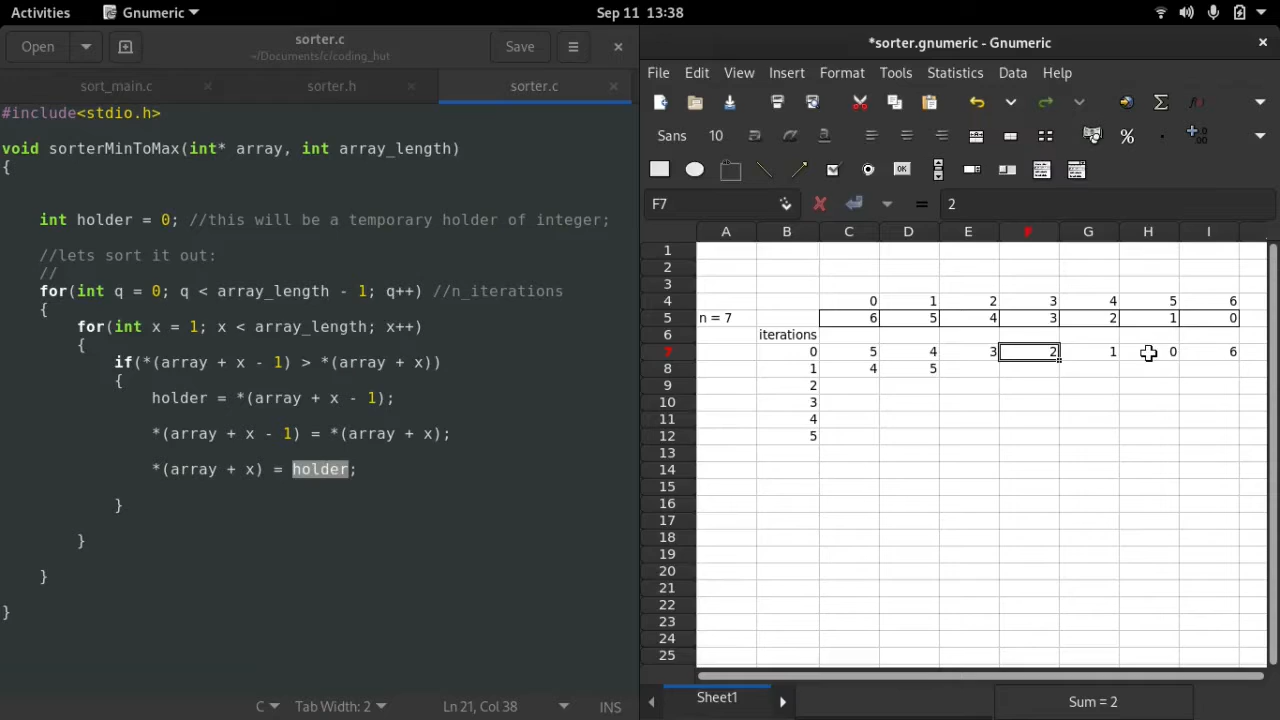 Activities
Gnumeric
Sep 11 13:38
Open
sorter.c
~/Documents/c/coding_hut
Save
sort_main.c
sorter.h
sorter.c
#include<stdio.h>
void sorterMinToMax(int* array, int array_length)
{
int holder = 0; //this will be a temporary holder of integer;
//lets sort it out:
//
for(int q = 0; q < array_length - 1; q++) //n_iterations
{
for(int x = 1; x < array_length; x++)
{
if(*(array + x - 1) > *(array + x))
{
holder = *(array + x - 1);
*(array + x - 1) = *(array + x);
*(array + x) = holder;
}
}
}
}
C
Tab Width: 2
Ln 21, Col 38
INS
*sorter.gnumeric - Gnumeric
File Edit View Insert Format Tools Statistics Data Help
Sans 10
F7
= 2
A B C D E F G H I
1
2
3
4 0 1 2 3 4 5 6
5 n = 7 6 5 4 3 2 1 0
6 iterations
7 0 5 4 3 2 1 0 6
8 1 4 5
9 2
10 3
11 4
12 5
13
14
15
16
17
18
19
20
21
22
23
24
25
Sheet1
Sum = 2